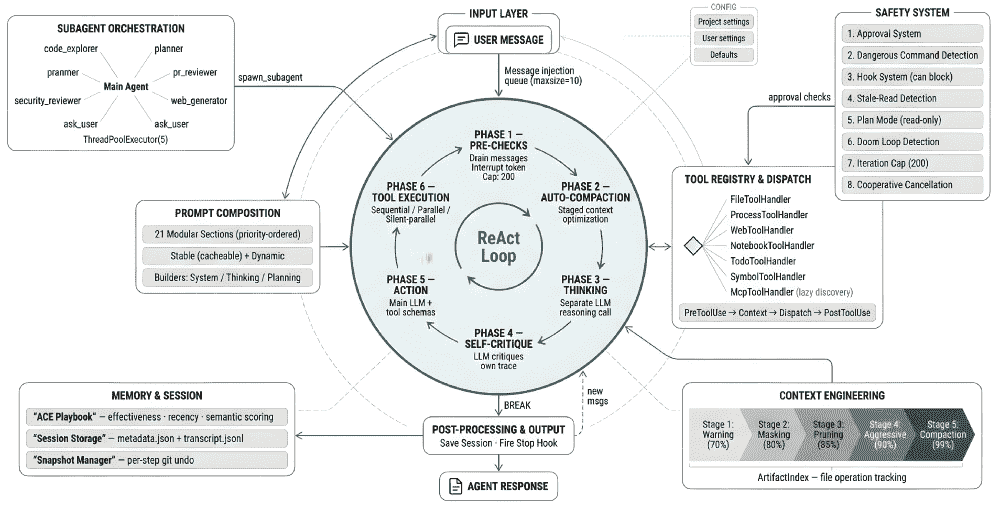 SUBAGENT ORCHESTRATION
code_explorer
planner
pranmer
pr_reviewer
Main Agent
security_reviewer
web_generator
ask_user
ask_user
ThreadPoolExecutor(5)
spawn_subagent
INPUT LAYER
USER MESSAGE
Message injection
queue (maxsize=10)
CONFIG
Project settings
User settings
Defaults
SAFETY SYSTEM
1. Approval System
2. Dangerous Command Detection
3. Hook System (can block)
4. Stale-Read Detection
5. Plan Mode (read-only)
6. Doom Loop Detection
7. Iteration Cap (200)
8. Cooperative Cancellation
approval checks
PROMPT COMPOSITION
21 Modular Sections (priority-ordered)
Stable (cacheable) + Dynamic
Builders: System / Thinking / Planning
PHASE 1 —
PRE-CHECKS
Drain messages
Interrupt token
Cap: 200
PHASE 2 —
AUTO-COMPACTION
Staged context
optimization
PHASE 3 —
THINKING
Separate LLM
reasoning call
PHASE 4 —
SELF-CRITIQUE
LLM critiques
own trace
PHASE 5 —
ACTION
Main LLM +
tool schemas
PHASE 6 —
TOOL EXECUTION
Sequential / Parallel /
Silent-parallel
ReAct
Loop
TOOL REGISTRY & DISPATCH
FileToolHandler
ProcessToolHandler
WebToolHandler
NotebookToolHandler
TodoToolHandler
SymbolToolHandler
McpToolHandler (lazy discovery)
PreToolUse → Context → Dispatch → PostToolUse
MEMORY & SESSION
"ACE Playbook" — effectiveness · recency · semantic scoring
"Session Storage" — metadata.json + transcript.jsonl
"Snapshot Manager" — per-step git undo
BREAK
new
msgs
POST-PROCESSING & OUTPUT
Save Session · Fire Stop Hook
AGENT RESPONSE
CONTEXT ENGINEERING
Stage 1:
Warning
(70%)
Stage 2:
Masking
(80%)
Stage 3:
Pruning
(85%)
Stage 4:
Aggressive
(90%)
Stage 5:
Compaction
(99%)
ArtifactIndex — file operation tracking